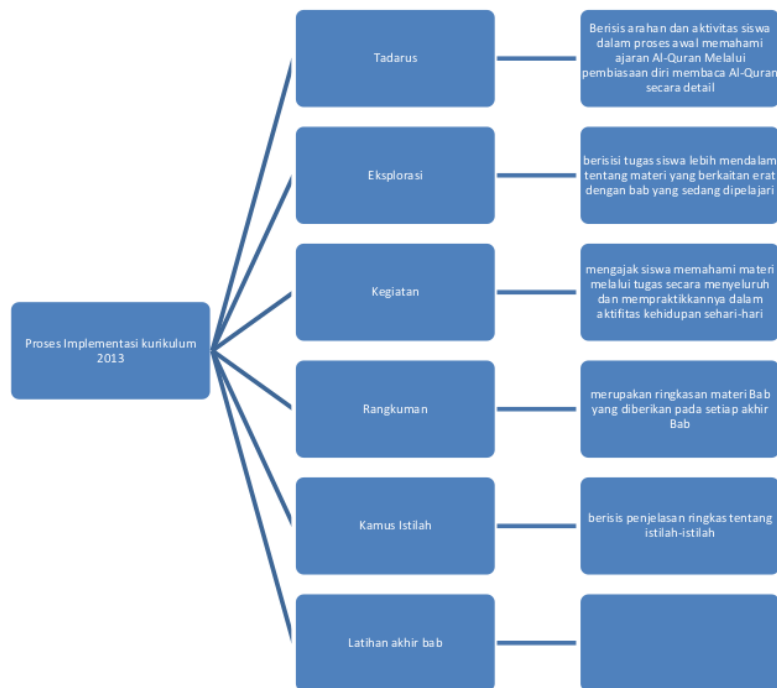 Proses Implementasi kurikulum
2013
Tadarus
Berisis arahan dan aktivitas siswa
dalam proses awal memahami
ajaran Al-Quran Melalui
pembiasaan diri membaca Al-Quran
secara detail
Eksplorasi
berisisi tugas siswa lebih mendalam
tentang materi yang berkaitan erat
dengan bab yang sedang dipelajari
Kegiatan
mengajak siswa memahami materi
melalui tugas secara menyeluruh
dan mempraktikkannya dalam
aktifitas kehidupan sehari-hari
Rangkuman
merupakan ringkasan materi Bab
yang diberikan pada setiap akhir
Bab
Kamus Istilah
berisis penjelasan ringkas tentang
istilah-istilah
Latihan akhir bab